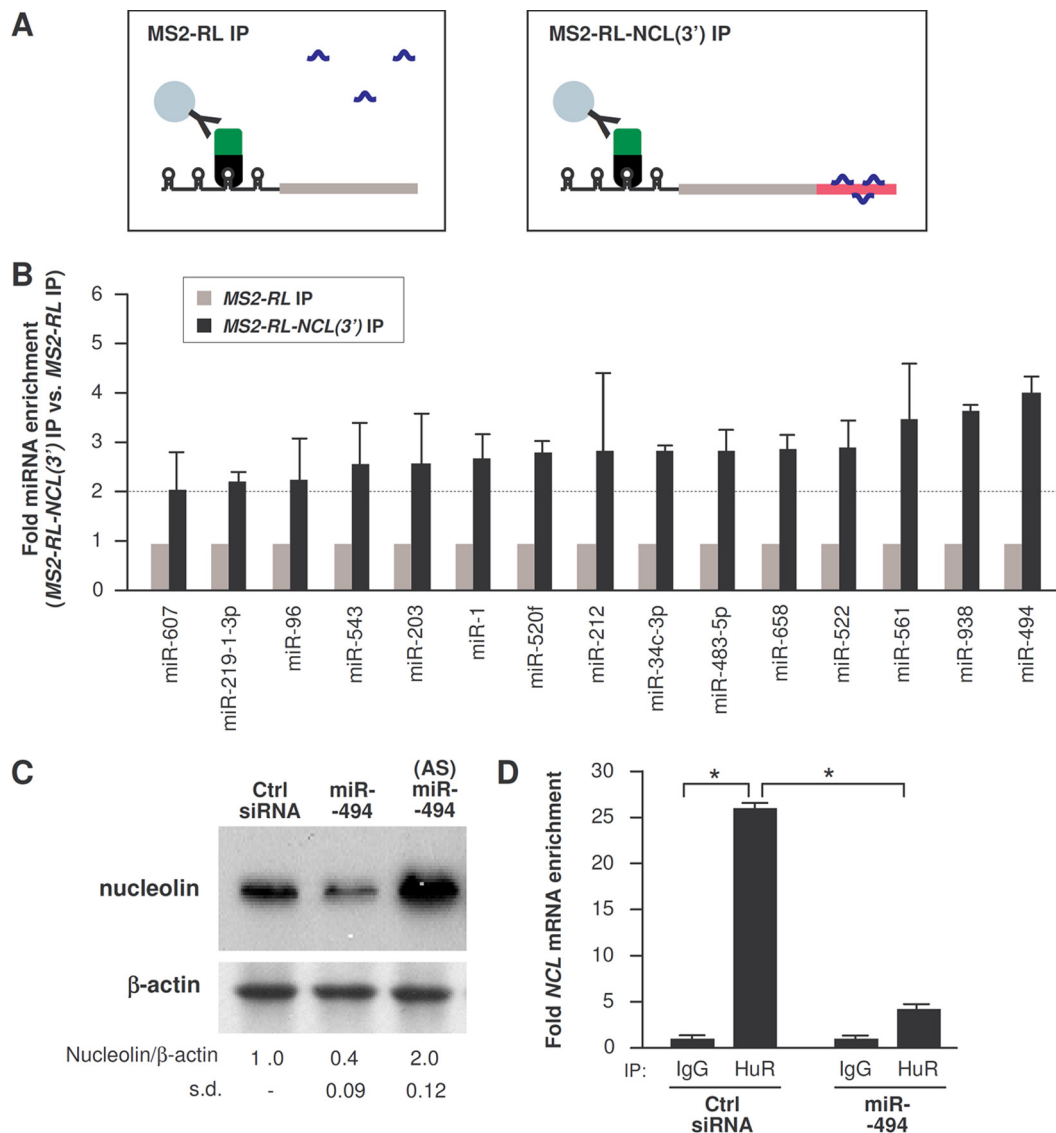 A
MS2-RL IP
MS2-RL-NCL(3') IP
B
Fold miRNA enrichment
(MS2-RL-NCL(3') IP vs. MS2-RL IP)
6
5
4
3
2
1
0
MS2-RL IP
MS2-RL-NCL(3') IP
miR-607
miR-219-1-3p
miR-96
miR-543
miR-203
miR-1
miR-520f
miR-212
miR-34c-3p
miR-483-5p
miR-658
miR-522
miR-561
miR-938
miR-494
C
Ctrl
siRNA
miR-
-494
(AS)
miR-
-494
nucleolin
β-actin
Nucleolin/β-actin 1.0 0.4 2.0
s.d. - 0.09 0.12
D
Fold NCL mRNA enrichment
30
25
20
15
10
5
0
* *
IP: IgG HuR IgG HuR
Ctrl
siRNA
miR-
-494